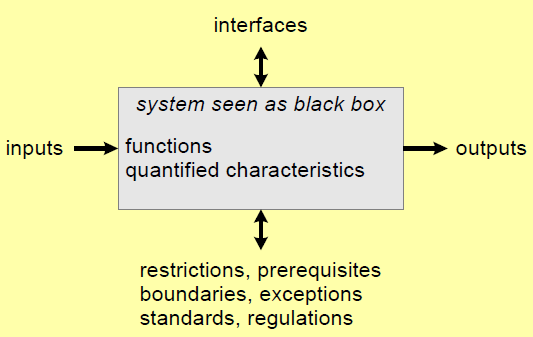 interfaces
system seen as black box
inputs
functions
quantified characteristics
outputs
restrictions, prerequisites
boundaries, exceptions
standards, regulations